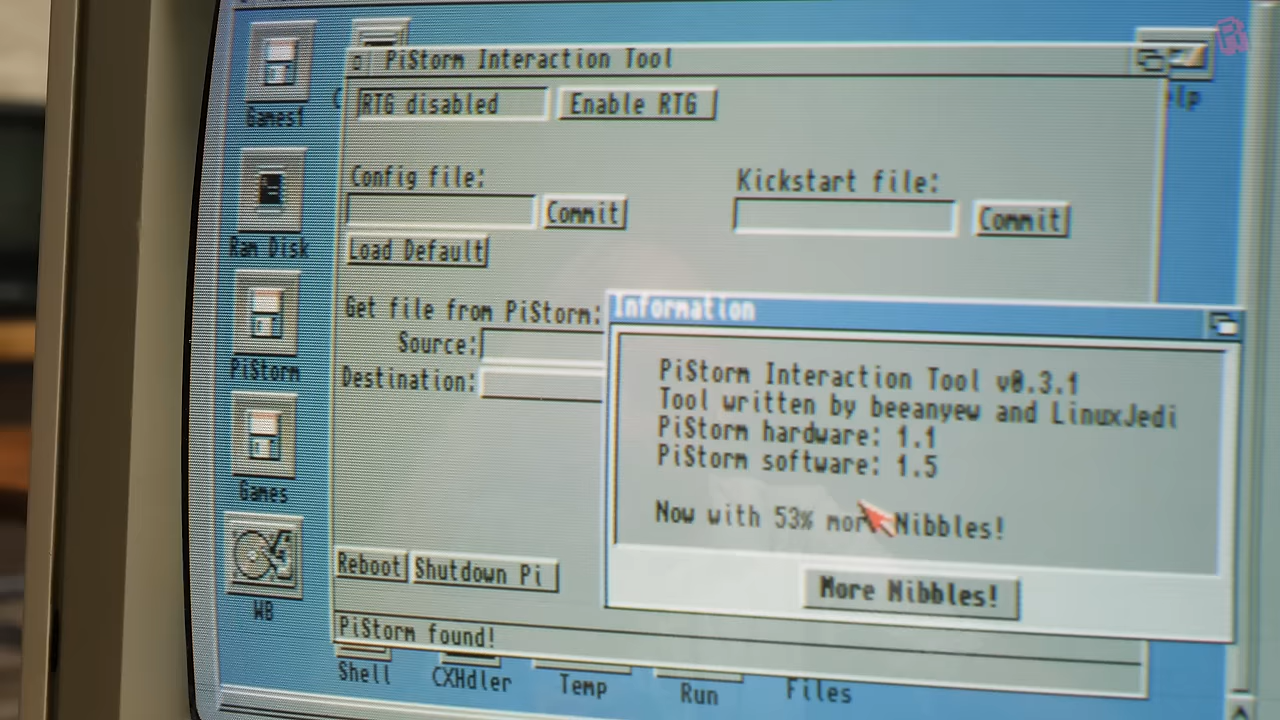 PiStorm Interaction Tool
RTG disabled
Enable RTG
Config file:
Kickstart file:
Commit
Commit
Load Default
Get file from PiStorm:
Source:
Destination:
Information
PiStorm Interaction Tool v0.3.1
Tool written by beeanyew and LinuxJedi
PiStorm hardware: 1.1
PiStorm software: 1.5
Now with 53% more Nibbles!
More Nibbles!
Reboot
Shutdown Pi
PiStorm found!
Ram Disk
PiStorm
Games
WB
Shell
CXHdler
Temp
Run
Files
lp